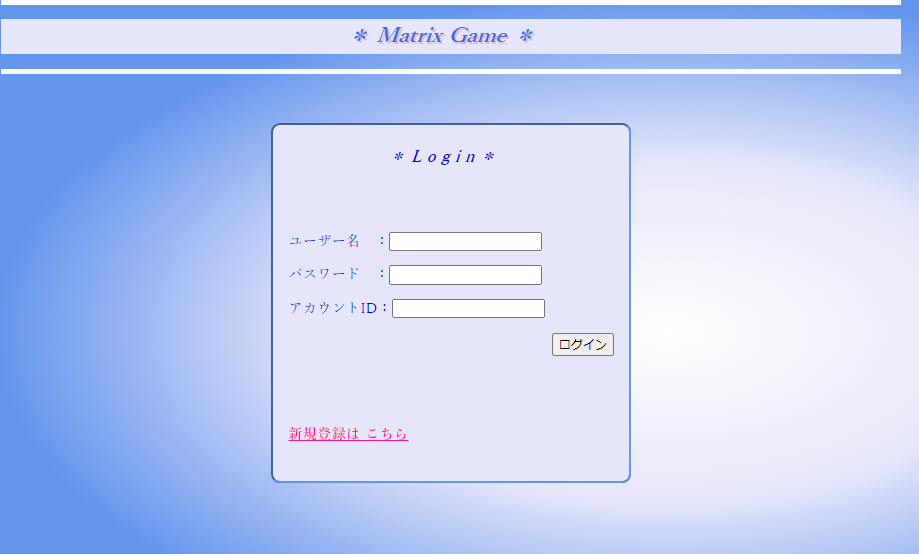 * Matrix Game *
* Login *
ユーザー名　：
パスワード　：
アカウントID：
ログイン
新規登録は こちら